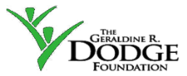 THE
GERALDINE R.
DODGE
FOUNDATION